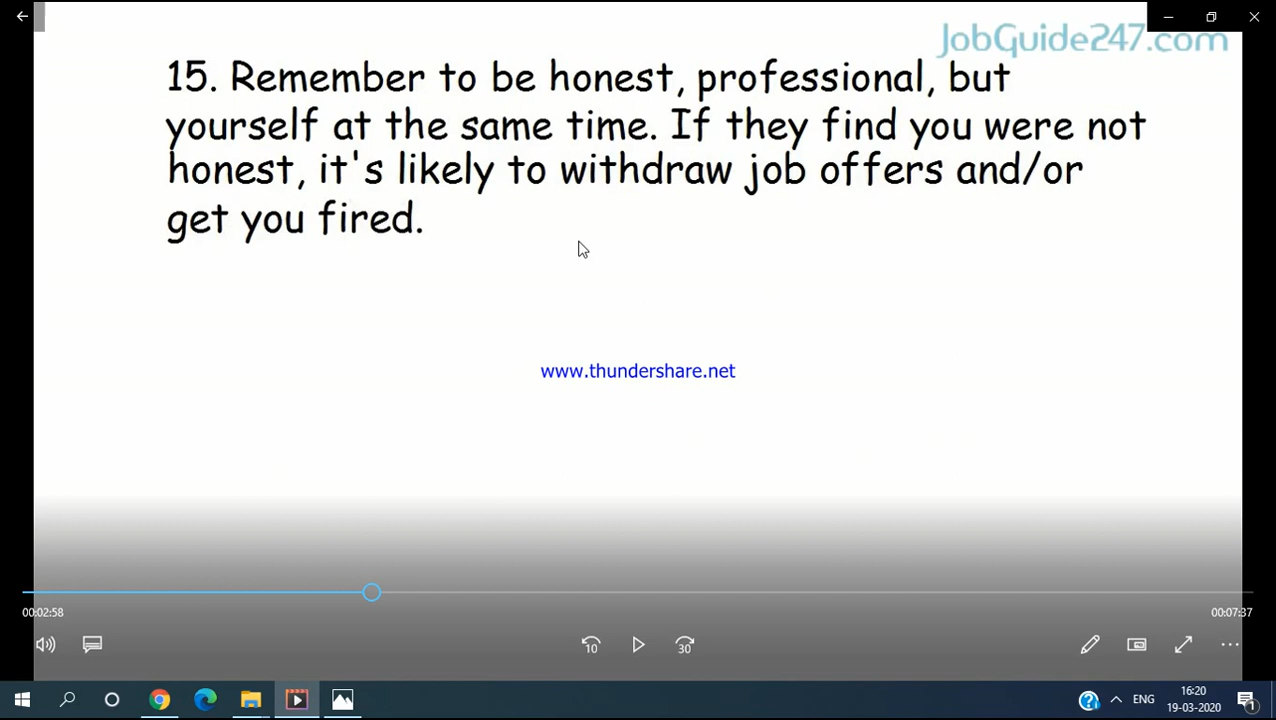 JobGuide247.com
15. Remember to be honest, professional, but
yourself at the same time. If they find you were not
honest, it's likely to withdraw job offers and/or
get you fired.
www.thundershare.net
00:02:58
00:07:37
10
30
ENG
16:20
19-03-2020
1